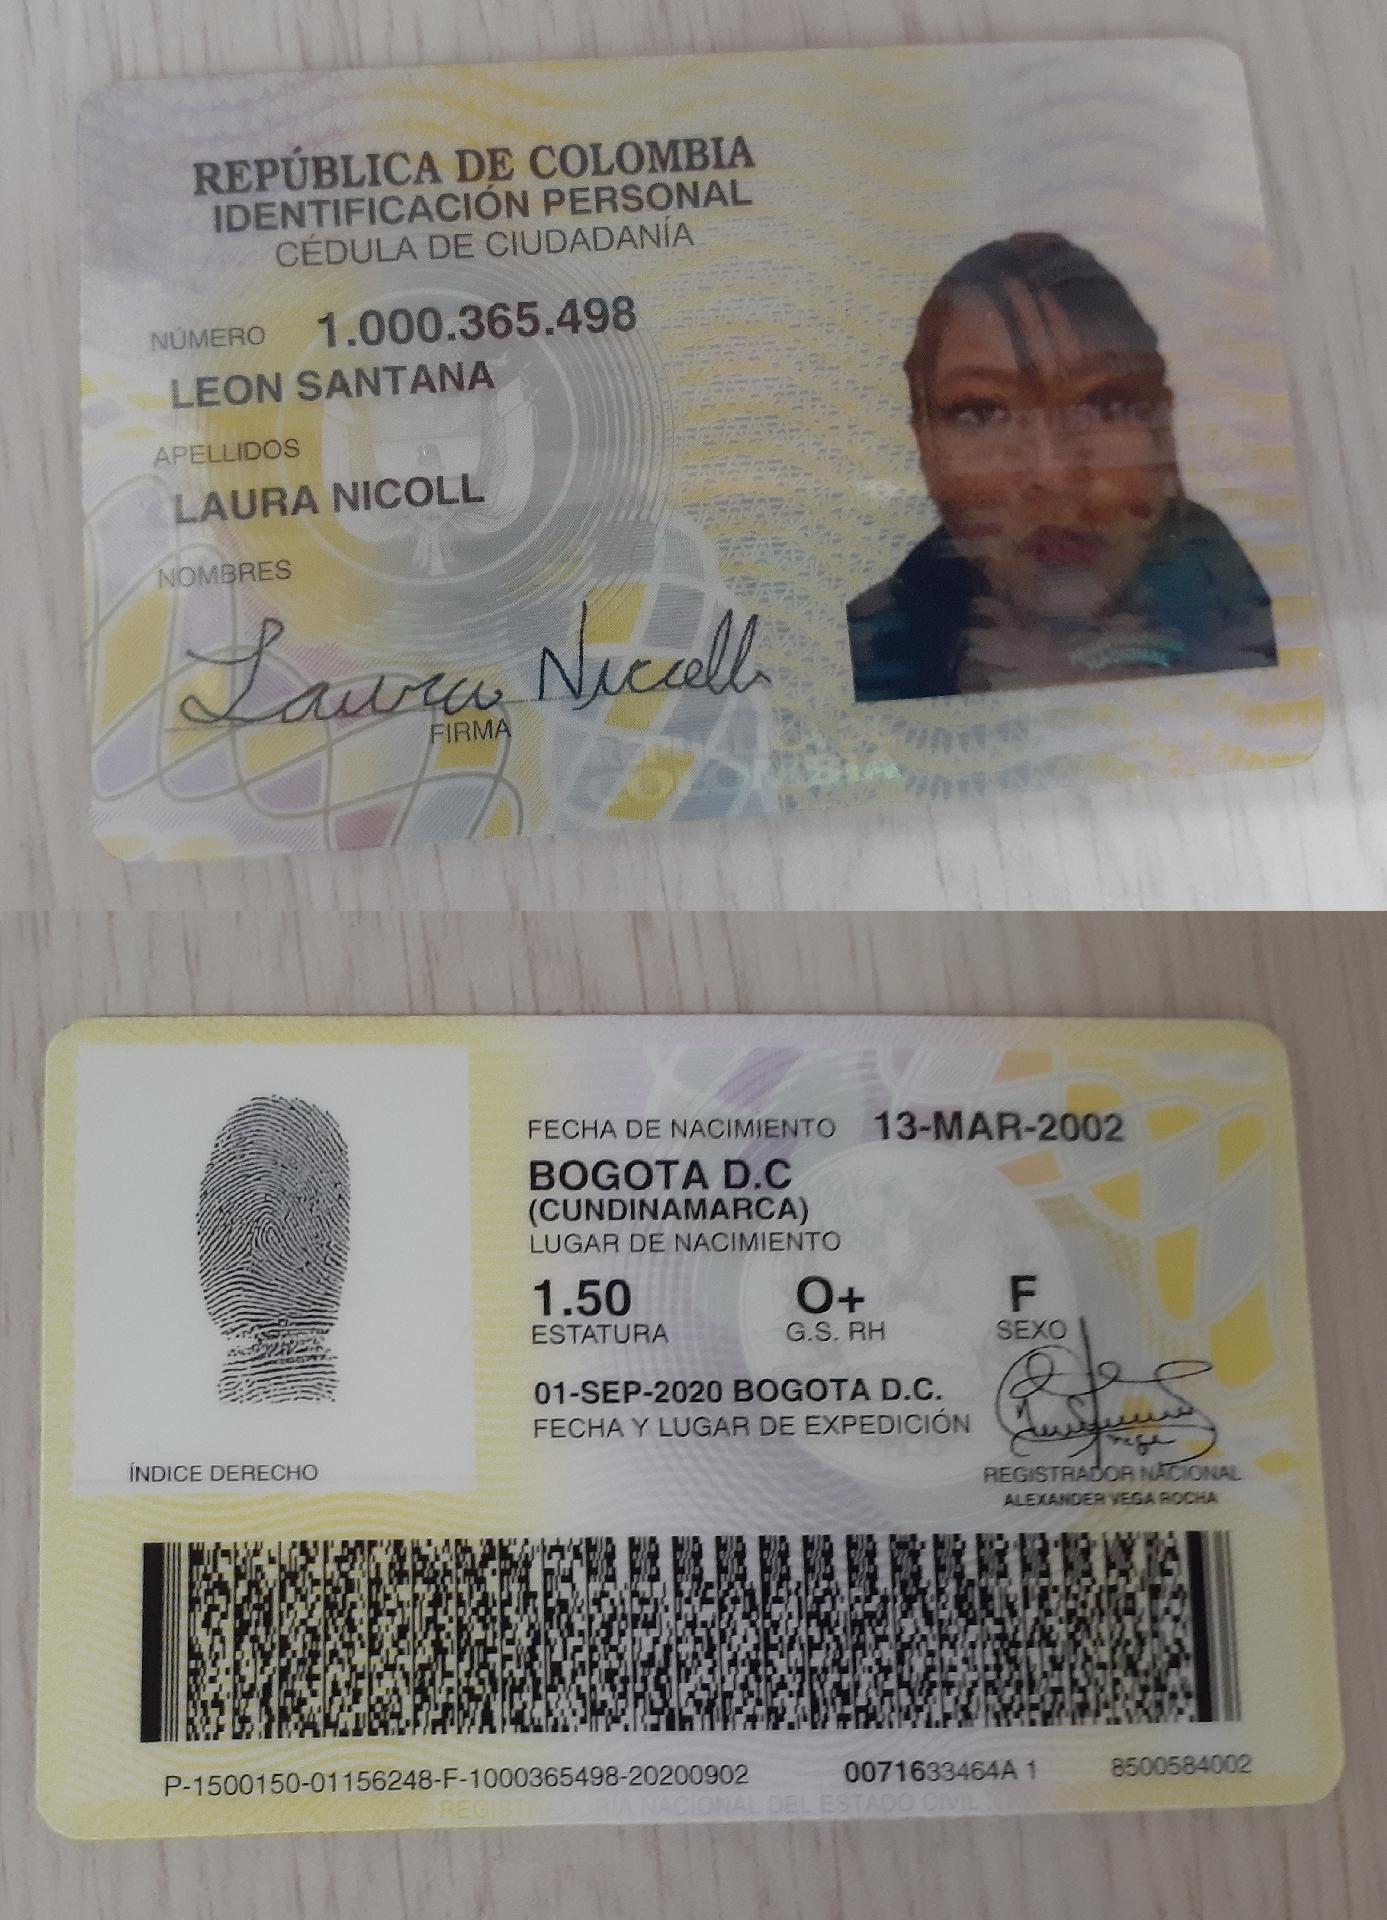 REPÚBLICA DE COLOMBIA
IDENTIFICACIÓN PERSONAL
CÉDULA DE CIUDADANÍA
NÚMERO 1.000.365.498
LEON SANTANA
APELLIDOS
LAURA NICOLL
NOMBRES
Laura Nicoll
FIRMA
COLOMBIA
FECHA DE NACIMIENTO 13-MAR-2002
BOGOTA D.C
(CUNDINAMARCA)
LUGAR DE NACIMIENTO
1.50 O+ F
ESTATURA G.S. RH SEXO
01-SEP-2020 BOGOTA D.C.
FECHA Y LUGAR DE EXPEDICIÓN
ÍNDICE DERECHO
REGISTRADOR NACIONAL
ALEXANDER VEGA ROCHA
P-1500150-01156248-F-1000365498-20200902 0071633464A 1 8500584002
REGISTRADURIA NACIONAL DEL ESTADO CIVIL